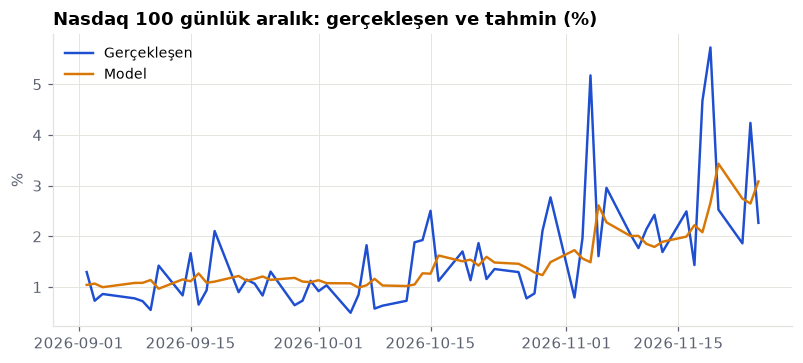 Nasdaq 100 günlük aralık: gerçekleşen ve tahmin (%)
Gerçekleşen
Model
%
5
4
3
2
1
2026-09-01 2026-09-15 2026-10-01 2026-10-15 2026-11-01 2026-11-15